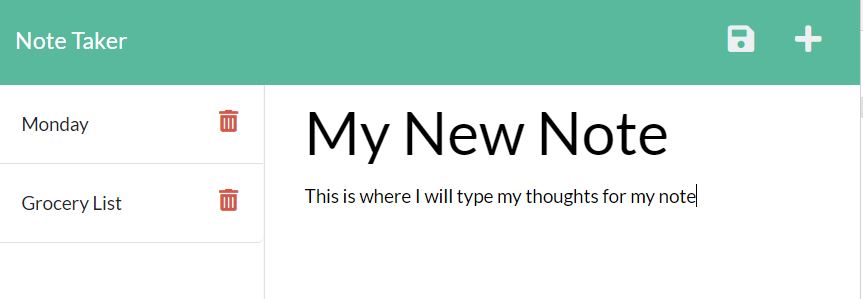 Note Taker
Monday
Grocery List
My New Note
This is where I will type my thoughts for my note